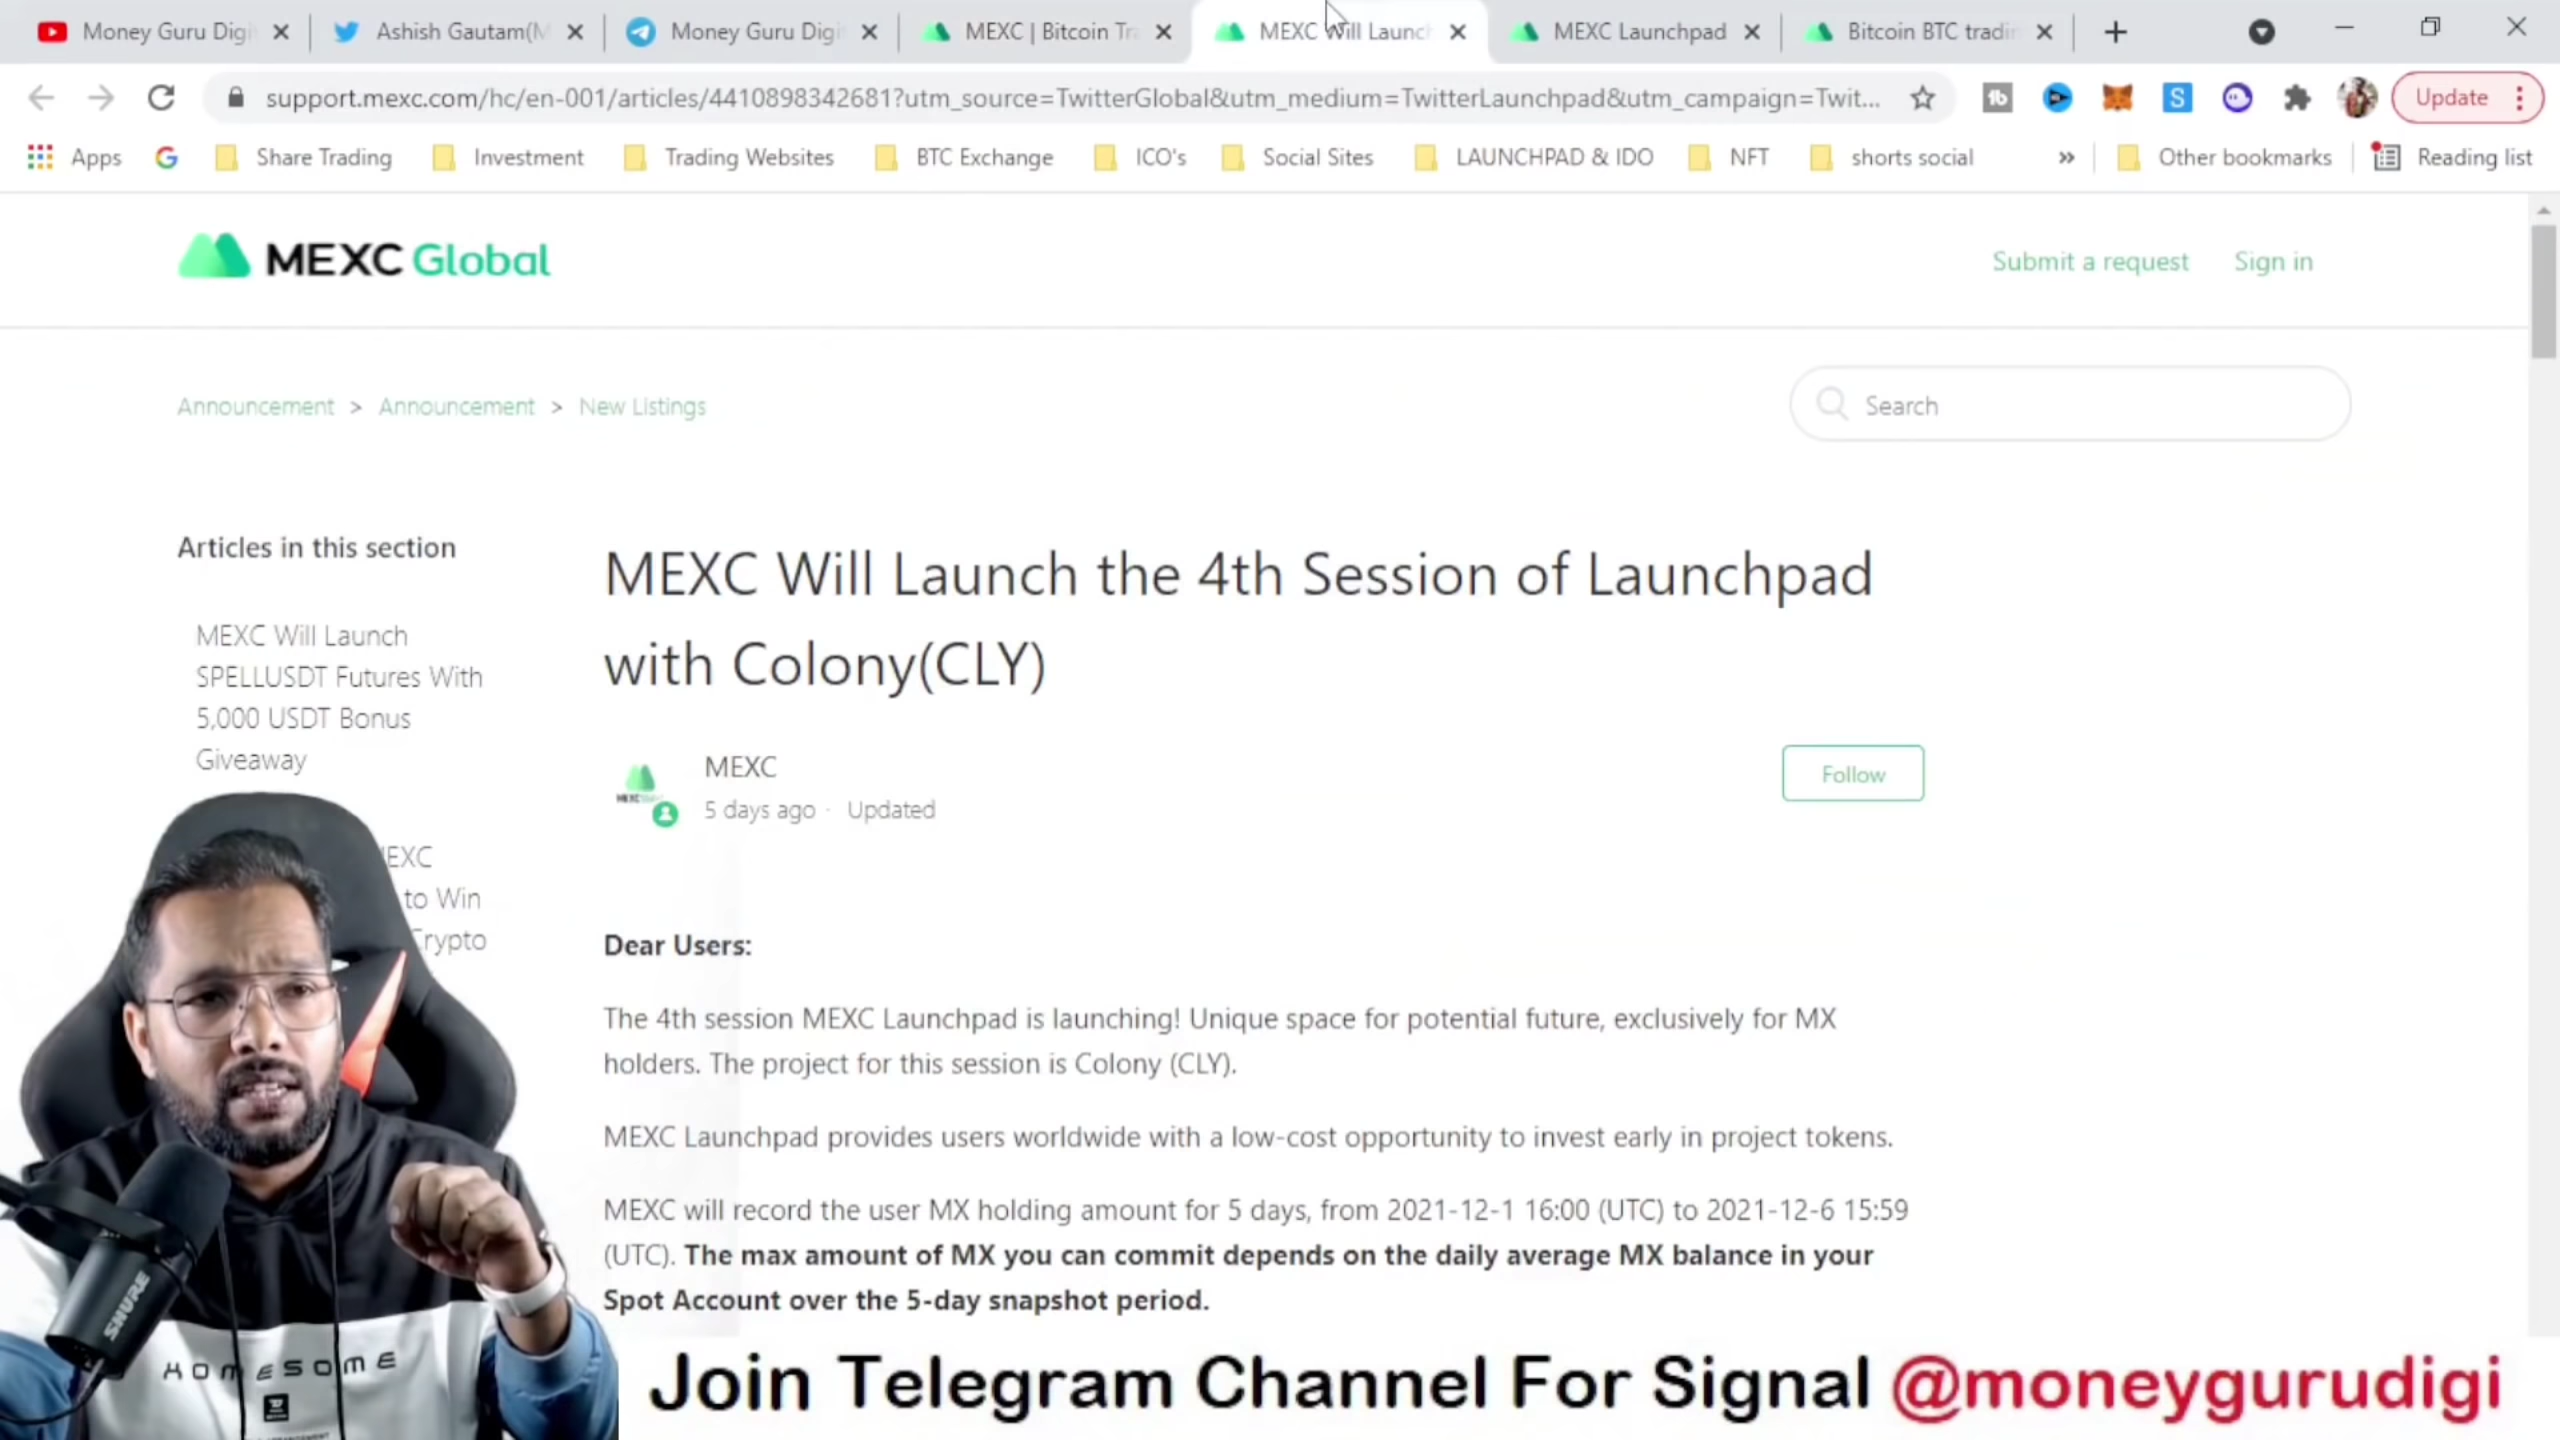 Money Guru Digi
Ashish Gautam(M
Money Guru Digi
MEXC | Bitcoin Tr
MEXC Will Launch
MEXC Launchpad
Bitcoin BTC tradin
support.mexc.com/hc/en-001/articles/4410898342681?utm_source=TwitterGlobal&utm_medium=TwitterLaunchpad&utm_campaign=Twit...
Update
Apps
Share Trading
Investment
Trading Websites
BTC Exchange
ICO's
Social Sites
LAUNCHPAD & IDO
NFT
shorts social
»
Other bookmarks
Reading list
MEXC Global
Submit a request
Sign in
Announcement > Announcement > New Listings
Search
Articles in this section
MEXC Will Launch
SPELLUSDT Futures With
5,000 USDT Bonus
Giveaway
EXC
to Win
Crypto
MEXC Will Launch the 4th Session of Launchpad
with Colony(CLY)
MEXC
5 days ago · Updated
Follow
Dear Users:
The 4th session MEXC Launchpad is launching! Unique space for potential future, exclusively for MX
holders. The project for this session is Colony (CLY).
MEXC Launchpad provides users worldwide with a low-cost opportunity to invest early in project tokens.
MEXC will record the user MX holding amount for 5 days, from 2021-12-1 16:00 (UTC) to 2021-12-6 15:59
(UTC). The max amount of MX you can commit depends on the daily average MX balance in your
Spot Account over the 5-day snapshot period.
SHURE
HOMESOME
Join Telegram Channel For Signal @moneygurudigi